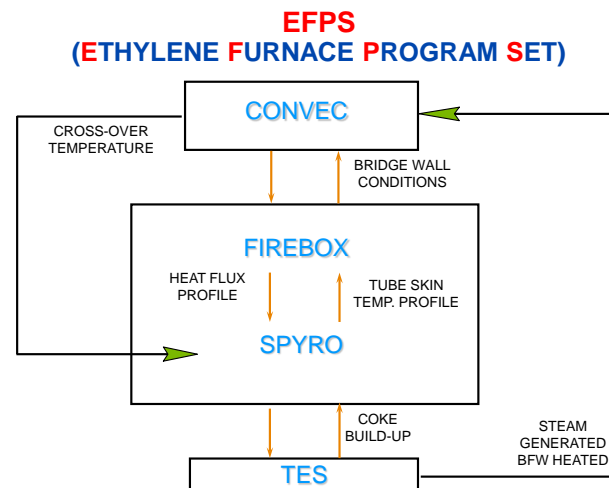 EFPS
(ETHYLENE FURNACE PROGRAM SET)
CONVEC
CROSS-OVER
TEMPERATURE
BRIDGE WALL
CONDITIONS
FIREBOX
HEAT FLUX
PROFILE
TUBE SKIN
TEMP. PROFILE
SPYRO
COKE
BUILD-UP
STEAM
GENERATED
BFW HEATED
TES